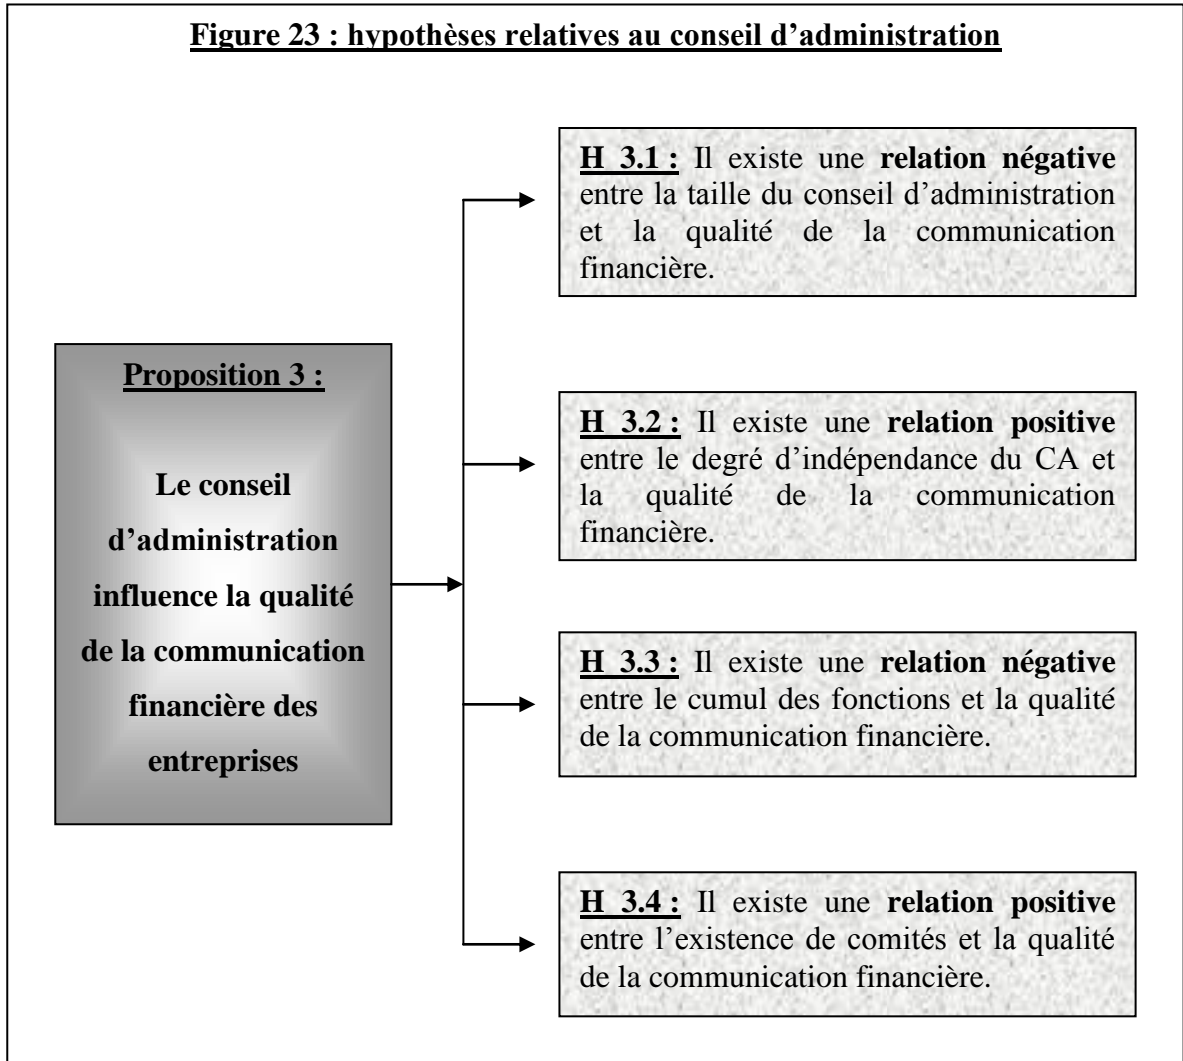 Figure 23 : hypothèses relatives au conseil d’administration
H 3.1 : Il existe une relation négative
entre la taille du conseil d’administration
et la qualité de la communication
financière.
Proposition 3 :
Le conseil
d’administration
influence la qualité
de la communication
financière des
entreprises
H 3.2 : Il existe une relation positive
entre le degré d’indépendance du CA et
la qualité de la communication
financière.
H 3.3 : Il existe une relation négative
entre le cumul des fonctions et la qualité
de la communication financière.
H 3.4 : Il existe une relation positive
entre l’existence de comités et la qualité
de la communication financière.